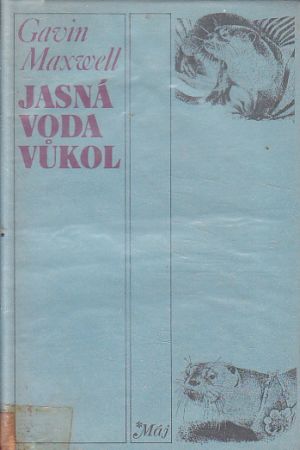 Gavin
Maxwell
JASNÁ
VODA
VŮKOL
Máj